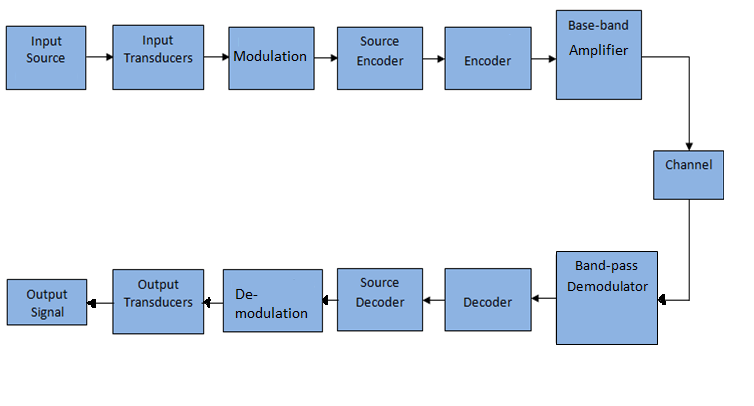 Input
Source
Input
Transducers
Modulation
Source
Encoder
Encoder
Base-band
Amplifier
Channel
Band-pass
Demodulator
Decoder
Source
Decoder
De-
modulation
Output
Transducers
Output
Signal